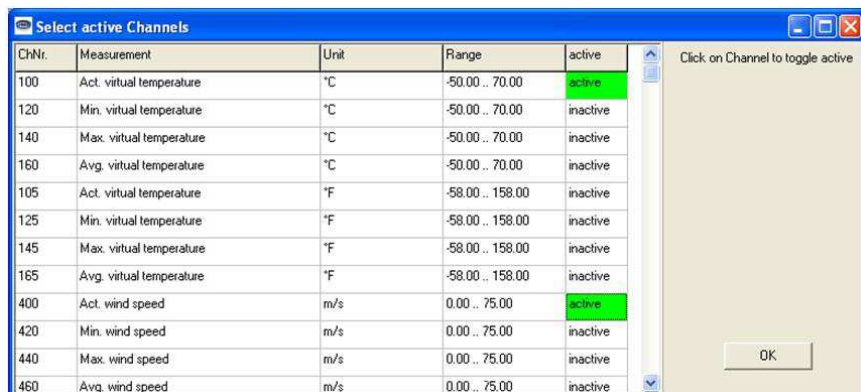 Select active Channels
ChNr. Measurement Unit Range active
Click on Channel to toggle active
100 Act. virtual temperature °C -50.00 .. 70.00 active
120 Min. virtual temperature °C -50.00 .. 70.00 inactive
140 Max. virtual temperature °C -50.00 .. 70.00 inactive
160 Avg. virtual temperature °C -50.00 .. 70.00 inactive
105 Act. virtual temperature °F -58.00 .. 158.00 inactive
125 Min. virtual temperature °F -58.00 .. 158.00 inactive
145 Max. virtual temperature °F -58.00 .. 158.00 inactive
165 Avg. virtual temperature °F -58.00 .. 158.00 inactive
400 Act. wind speed m/s 0.00 .. 75.00 active
420 Min. wind speed m/s 0.00 .. 75.00 inactive
440 Max. wind speed m/s 0.00 .. 75.00 inactive
OK
460 Avg. wind speed m/s 0.00 .. 75.00 inactive